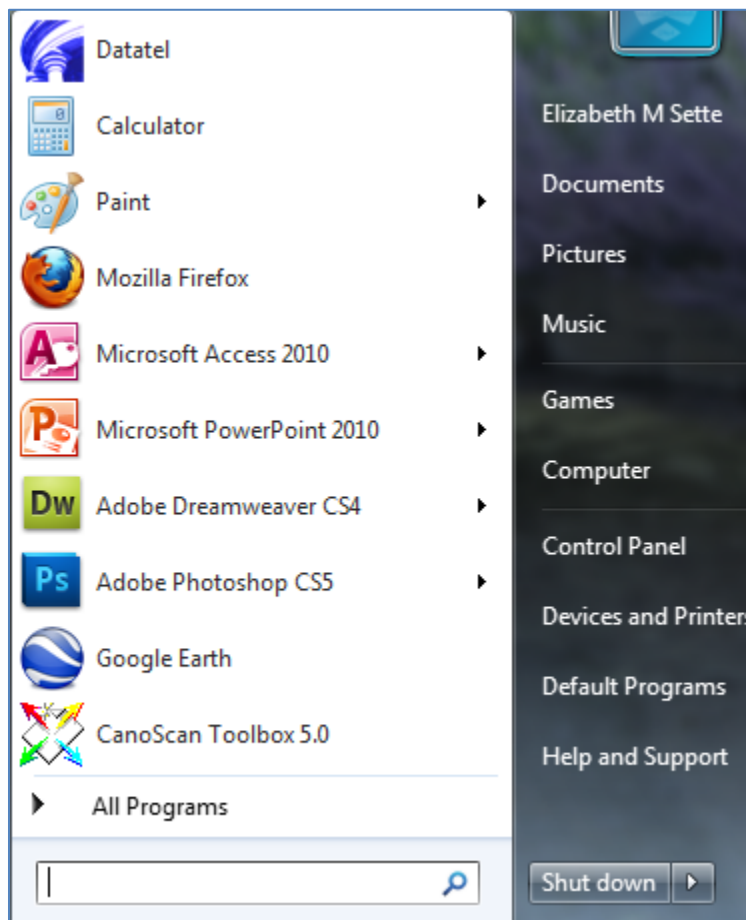 Datatel
Calculator
Paint
Mozilla Firefox
Microsoft Access 2010
Microsoft PowerPoint 2010
Dw Adobe Dreamweaver CS4
Ps Adobe Photoshop CS5
Google Earth
CanoScan Toolbox 5.0
All Programs
Elizabeth M Sette
Documents
Pictures
Music
Games
Computer
Control Panel
Devices and Printers
Default Programs
Help and Support
Shut down